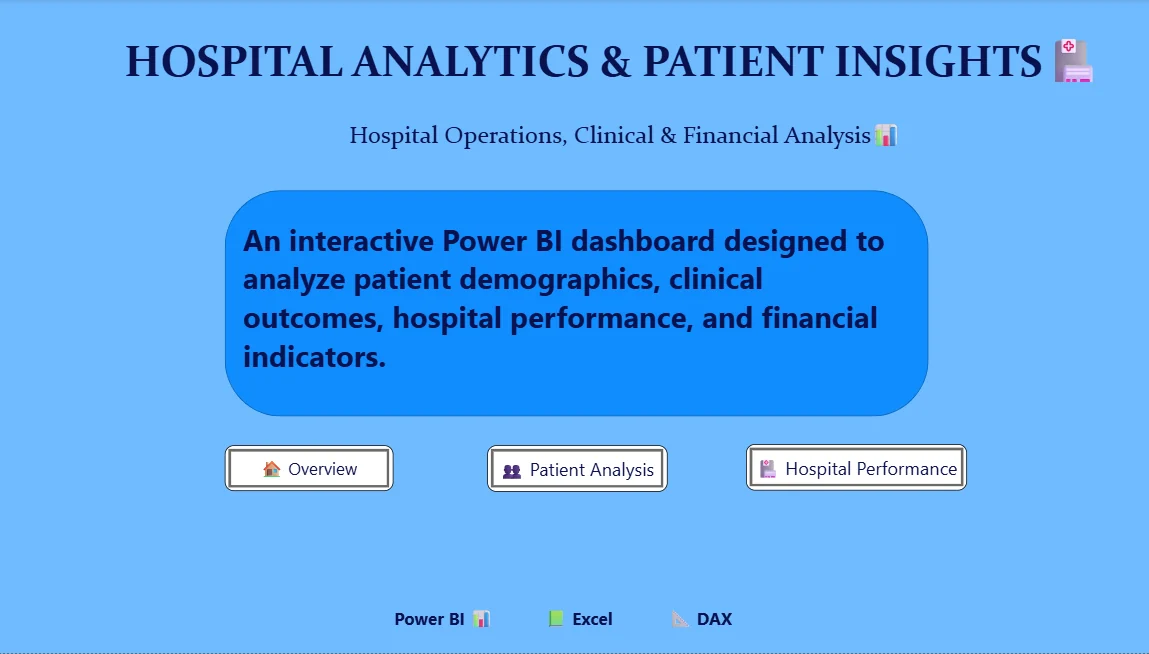 HOSPITAL ANALYTICS & PATIENT INSIGHTS
Hospital Operations, Clinical & Financial Analysis
An interactive Power BI dashboard designed to
analyze patient demographics, clinical
outcomes, hospital performance, and financial
indicators.
Overview
Patient Analysis
Hospital Performance
Power BI
Excel
DAX